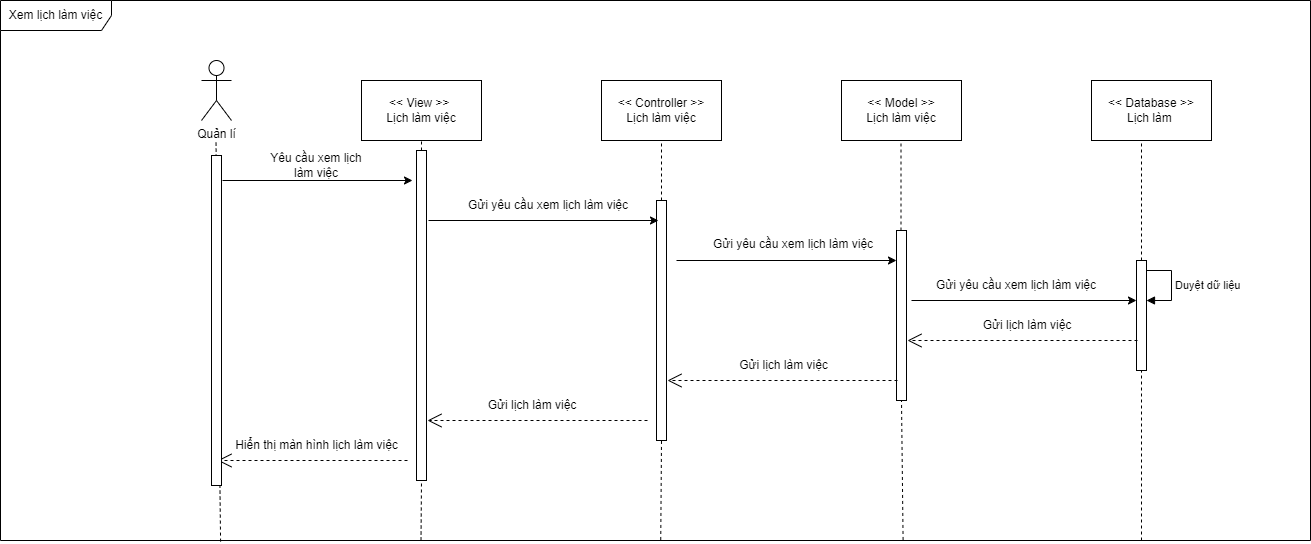 Xem lịch làm việc
Quản lí
<< View >>
Lịch làm việc
<< Controller >>
Lịch làm việc
<< Model >>
Lịch làm việc
<< Database >>
Lịch làm
Yêu cầu xem lịch
làm việc
Gửi yêu cầu xem lịch làm việc
Gửi yêu cầu xem lịch làm việc
Gửi yêu cầu xem lịch làm việc
Duyệt dữ liệu
Gửi lịch làm việc
Gửi lịch làm việc
Gửi lịch làm việc
Hiển thị màn hình lịch làm việc